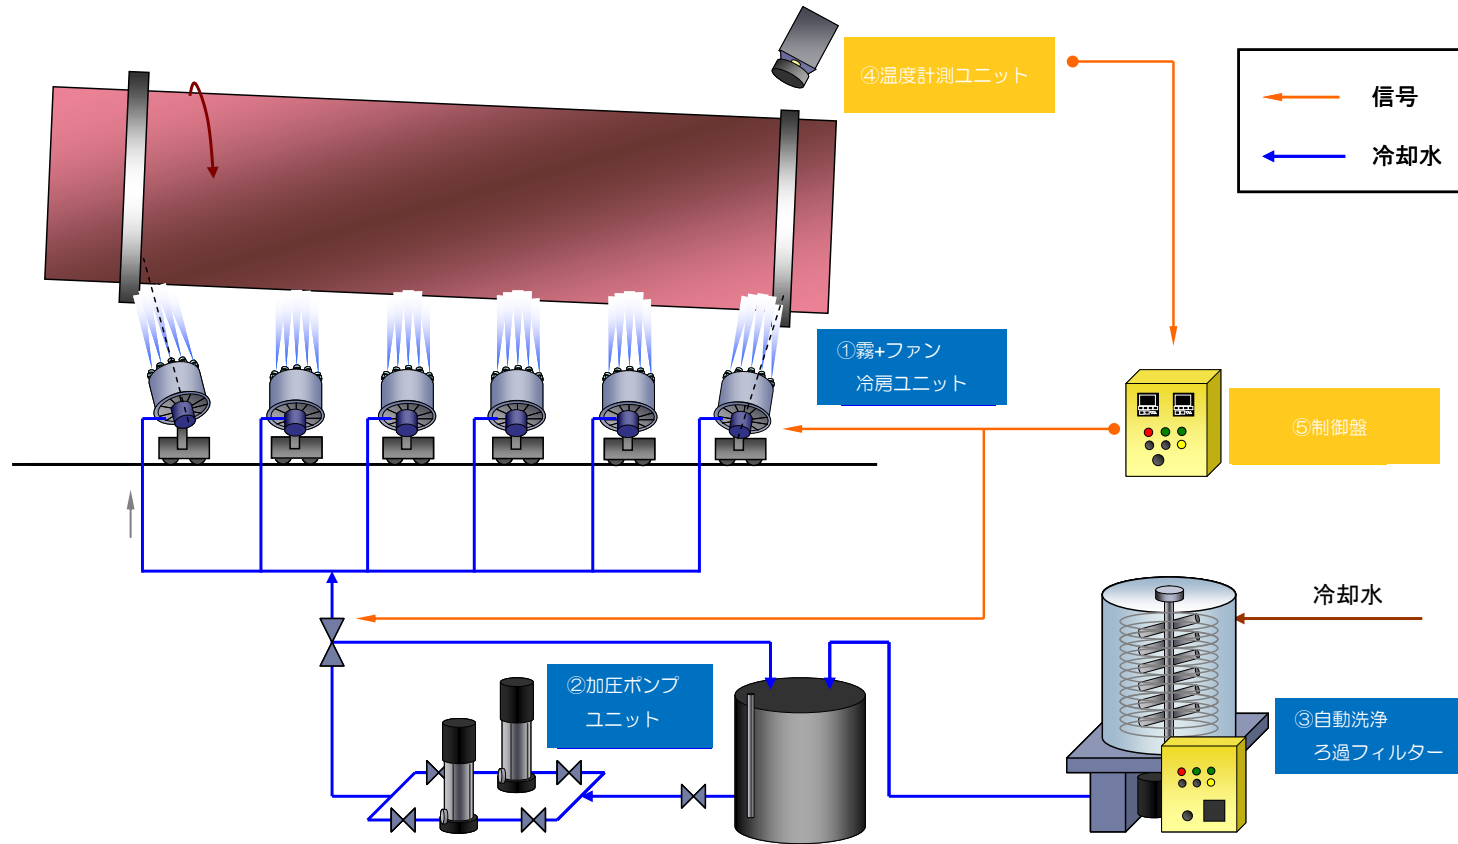 ④温度計測ユニット
信号
冷却水
①霧+ファン
冷房ユニット
⑤制御盤
冷却水
②加圧ポンプ
ユニット
③自動洗浄
ろ過フィルター